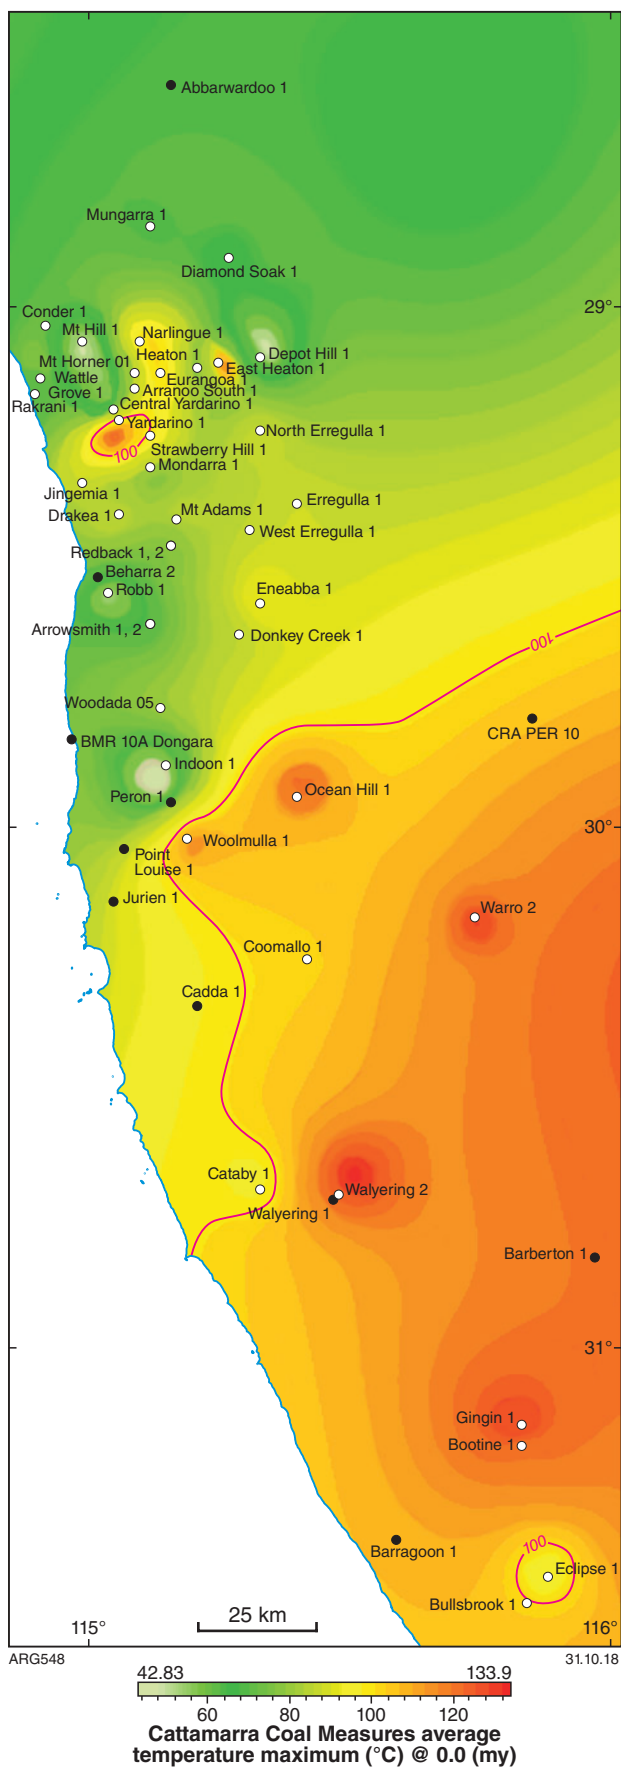 Abbarwardoo 1
Mungarra 1
Diamond Soak 1
29°
Conder 1
Mt Hill 1
Narlingue 1
Heaton 1
Depot Hill 1
Mt Horner 01
East Heaton 1
Wattle
Grove 1
Eurangoa 1
Arranoo South 1
Rakrani 1
Central Yardarino 1
Yardarino 1
North Erregulla 1
100
Strawberry Hill 1
Mondarra 1
Jingemia 1
Erregulla 1
Drakea 1
Mt Adams 1
West Erregulla 1
Redback 1, 2
Beharra 2
Robb 1
Eneabba 1
Arrowsmith 1, 2
Donkey Creek 1
100
Woodada 05
CRA PER 10
BMR 10A Dongara
Indoon 1
Peron 1
Ocean Hill 1
30°
Woolmulla 1
Point
Louise 1
Jurien 1
Warro 2
Coomallo 1
Cadda 1
Cataby 1
Walyering 2
Walyering 1
Barberton 1
31°
Gingin 1
Bootine 1
Barragoon 1
100
Eclipse 1
Bullsbrook 1
25 km
115°
116°
ARG548
31.10.18
42.83
133.9
60 80 100 120
Cattamarra Coal Measures average
temperature maximum (°C) @ 0.0 (my)